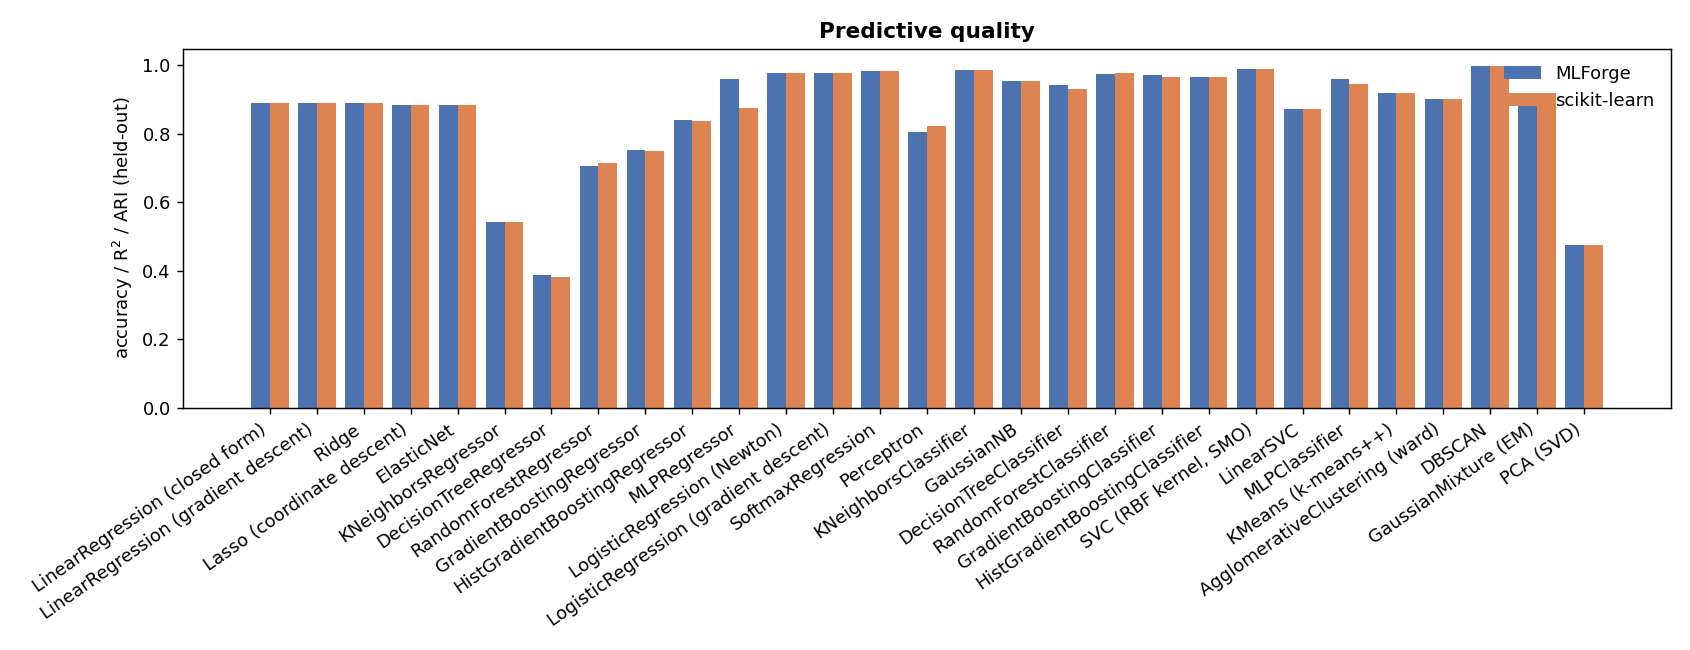 Predictive quality
accuracy / R² / ARI (held-out)
1.0
0.8
0.6
0.4
0.2
0.0
MLForge
scikit-learn
LinearRegression (closed form)
LinearRegression (gradient descent)
Ridge
Lasso (coordinate descent)
ElasticNet
KNeighborsRegressor
DecisionTreeRegressor
RandomForestRegressor
GradientBoostingRegressor
HistGradientBoostingRegressor
MLPRegressor
LogisticRegression (Newton)
LogisticRegression (gradient descent)
SoftmaxRegression
Perceptron
KNeighborsClassifier
GaussianNB
DecisionTreeClassifier
RandomForestClassifier
GradientBoostingClassifier
HistGradientBoostingClassifier
SVC (RBF kernel, SMO)
LinearSVC
MLPClassifier
KMeans (k-means++)
AgglomerativeClustering (ward)
DBSCAN
GaussianMixture (EM)
PCA (SVD)